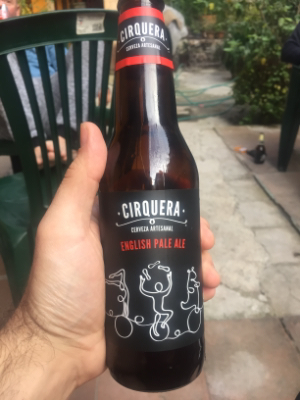 CIRQUERA
CERVEZA ARTESANAL
· CIRQUERA ·
CERVEZA ARTESANAL
ENGLISH PALE ALE